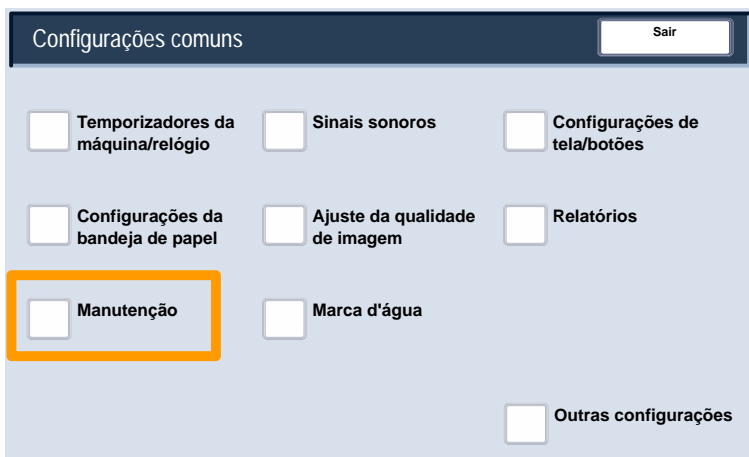 Configurações comuns
Sair
Temporizadores da
máquina/relógio
Sinais sonoros
Configurações de
tela/botões
Configurações da
bandeja de papel
Ajuste da qualidade
de imagem
Relatórios
Manutenção
Marca d'água
Outras configurações